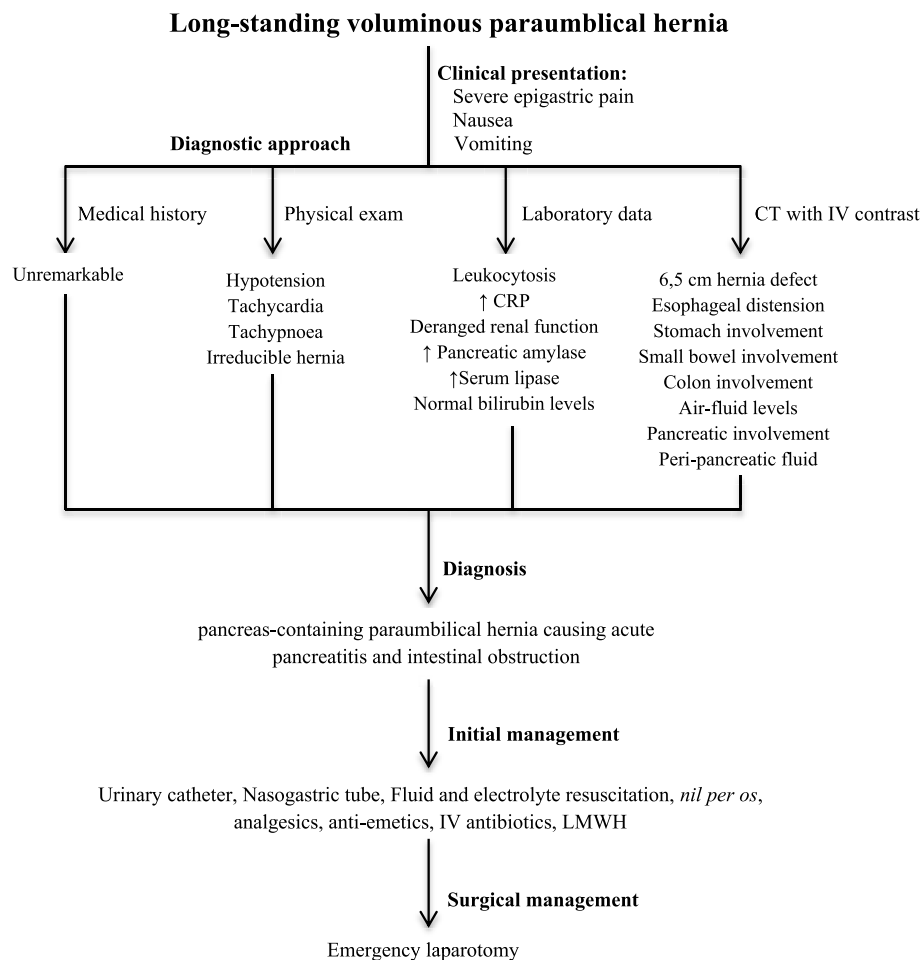 Long-standing voluminous paraumblical hernia
Clinical presentation:
Severe epigastric pain
Nausea
Vomiting
Diagnostic approach
Medical history
Physical exam
Laboratory data
CT with IV contrast
Unremarkable
Hypotension
Tachycardia
Tachypnoea
Irreducible hernia
Leukocytosis
↑ CRP
Deranged renal function
↑ Pancreatic amylase
↑Serum lipase
Normal bilirubin levels
6,5 cm hernia defect
Esophageal distension
Stomach involvement
Small bowel involvement
Colon involvement
Air-fluid levels
Pancreatic involvement
Peri-pancreatic fluid
Diagnosis
pancreas-containing paraumbilical hernia causing acute
pancreatitis and intestinal obstruction
Initial management
Urinary catheter, Nasogastric tube, Fluid and electrolyte resuscitation, nil per os,
analgesics, anti-emetics, IV antibiotics, LMWH
Surgical management
Emergency laparotomy